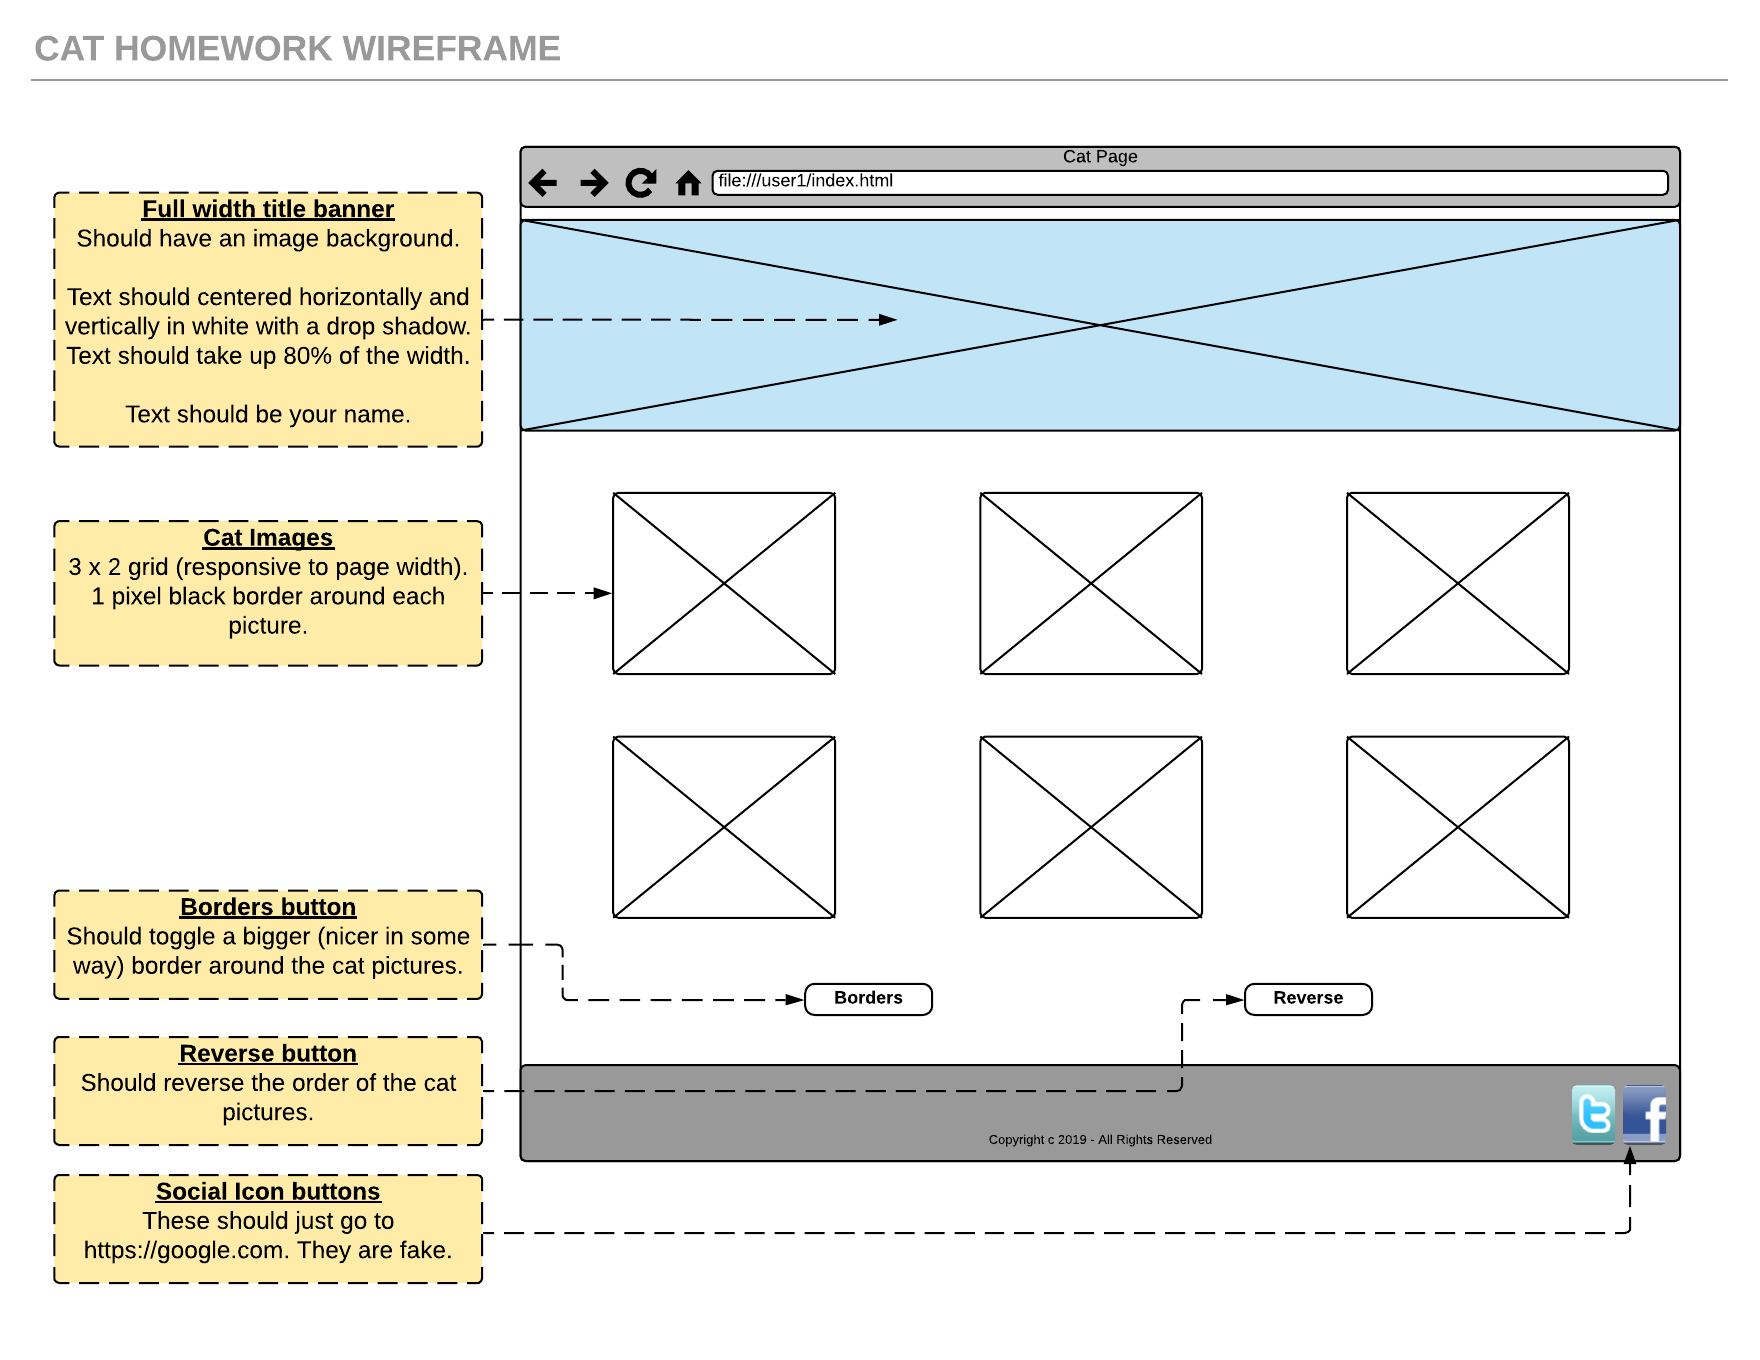 CAT HOMEWORK WIREFRAME
Cat Page
file:///user1/index.html
Full width title banner
Should have an image background.
Text should centered horizontally and
vertically in white with a drop shadow.
Text should take up 80% of the width.
Text should be your name.
Cat Images
3 x 2 grid (responsive to page width).
1 pixel black border around each
picture.
Borders button
Should toggle a bigger (nicer in some
way) border around the cat pictures.
Borders
Reverse
Reverse button
Should reverse the order of the cat
pictures.
Copyright c 2019 - All Rights Reserved
Social Icon buttons
These should just go to
https://google.com. They are fake.